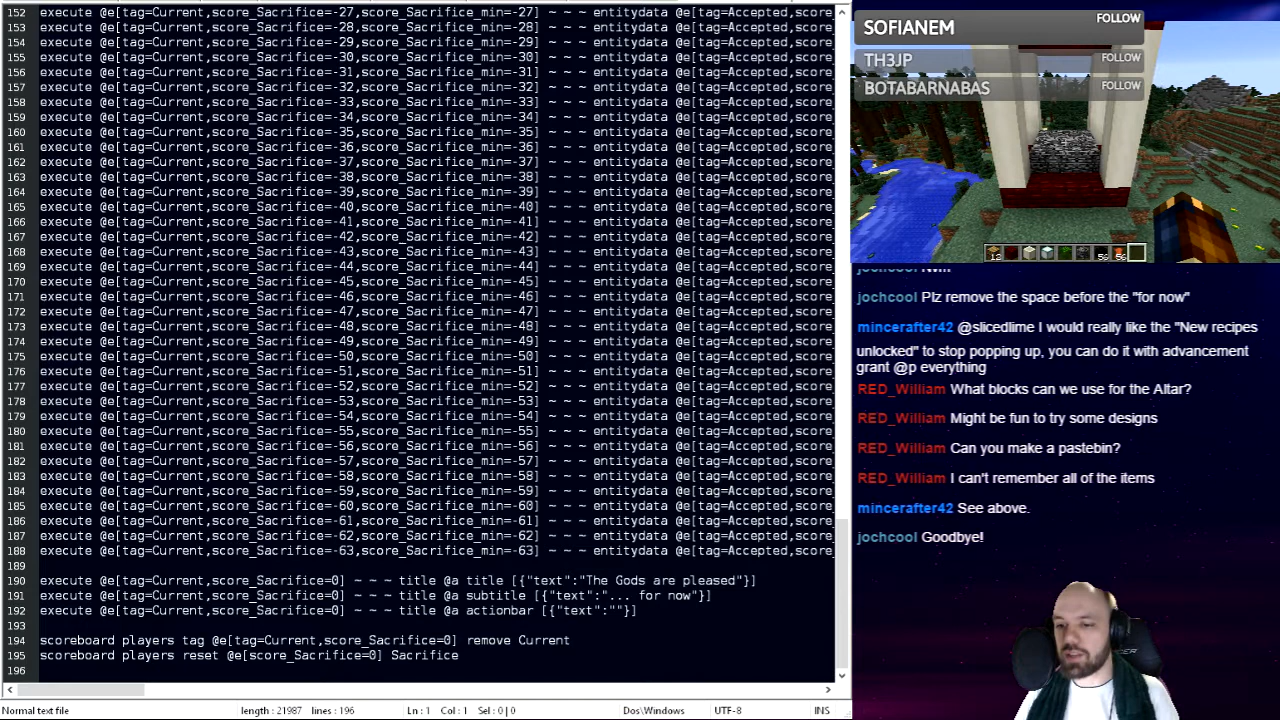 152 execute @e[tag=Current,score_Sacrifice=-27,score_Sacrifice_min=-27] ~ ~ ~ entitydata @e[tag=Accepted,score
153 execute @e[tag=Current,score_Sacrifice=-28,score_Sacrifice_min=-28] ~ ~ ~ entitydata @e[tag=Accepted,score
154 execute @e[tag=Current,score_Sacrifice=-29,score_Sacrifice_min=-29] ~ ~ ~ entitydata @e[tag=Accepted,score
155 execute @e[tag=Current,score_Sacrifice=-30,score_Sacrifice_min=-30] ~ ~ ~ entitydata @e[tag=Accepted,score
156 execute @e[tag=Current,score_Sacrifice=-31,score_Sacrifice_min=-31] ~ ~ ~ entitydata @e[tag=Accepted,score
157 execute @e[tag=Current,score_Sacrifice=-32,score_Sacrifice_min=-32] ~ ~ ~ entitydata @e[tag=Accepted,score
158 execute @e[tag=Current,score_Sacrifice=-33,score_Sacrifice_min=-33] ~ ~ ~ entitydata @e[tag=Accepted,score
159 execute @e[tag=Current,score_Sacrifice=-34,score_Sacrifice_min=-34] ~ ~ ~ entitydata @e[tag=Accepted,score
160 execute @e[tag=Current,score_Sacrifice=-35,score_Sacrifice_min=-35] ~ ~ ~ entitydata @e[tag=Accepted,score
161 execute @e[tag=Current,score_Sacrifice=-36,score_Sacrifice_min=-36] ~ ~ ~ entitydata @e[tag=Accepted,score
162 execute @e[tag=Current,score_Sacrifice=-37,score_Sacrifice_min=-37] ~ ~ ~ entitydata @e[tag=Accepted,score
163 execute @e[tag=Current,score_Sacrifice=-38,score_Sacrifice_min=-38] ~ ~ ~ entitydata @e[tag=Accepted,score
164 execute @e[tag=Current,score_Sacrifice=-39,score_Sacrifice_min=-39] ~ ~ ~ entitydata @e[tag=Accepted,score
165 execute @e[tag=Current,score_Sacrifice=-40,score_Sacrifice_min=-40] ~ ~ ~ entitydata @e[tag=Accepted,score
166 execute @e[tag=Current,score_Sacrifice=-41,score_Sacrifice_min=-41] ~ ~ ~ entitydata @e[tag=Accepted,score
167 execute @e[tag=Current,score_Sacrifice=-42,score_Sacrifice_min=-42] ~ ~ ~ entitydata @e[tag=Accepted,score
168 execute @e[tag=Current,score_Sacrifice=-43,score_Sacrifice_min=-43] ~ ~ ~ entitydata @e[tag=Accepted,score
169 execute @e[tag=Current,score_Sacrifice=-44,score_Sacrifice_min=-44] ~ ~ ~ entitydata @e[tag=Accepted,score
170 execute @e[tag=Current,score_Sacrifice=-45,score_Sacrifice_min=-45] ~ ~ ~ entitydata @e[tag=Accepted,score
171 execute @e[tag=Current,score_Sacrifice=-46,score_Sacrifice_min=-46] ~ ~ ~ entitydata @e[tag=Accepted,score
172 execute @e[tag=Current,score_Sacrifice=-47,score_Sacrifice_min=-47] ~ ~ ~ entitydata @e[tag=Accepted,score
173 execute @e[tag=Current,score_Sacrifice=-48,score_Sacrifice_min=-48] ~ ~ ~ entitydata @e[tag=Accepted,score
174 execute @e[tag=Current,score_Sacrifice=-49,score_Sacrifice_min=-49] ~ ~ ~ entitydata @e[tag=Accepted,score
175 execute @e[tag=Current,score_Sacrifice=-50,score_Sacrifice_min=-50] ~ ~ ~ entitydata @e[tag=Accepted,score
176 execute @e[tag=Current,score_Sacrifice=-51,score_Sacrifice_min=-51] ~ ~ ~ entitydata @e[tag=Accepted,score
177 execute @e[tag=Current,score_Sacrifice=-52,score_Sacrifice_min=-52] ~ ~ ~ entitydata @e[tag=Accepted,score
178 execute @e[tag=Current,score_Sacrifice=-53,score_Sacrifice_min=-53] ~ ~ ~ entitydata @e[tag=Accepted,score
179 execute @e[tag=Current,score_Sacrifice=-54,score_Sacrifice_min=-54] ~ ~ ~ entitydata @e[tag=Accepted,score
180 execute @e[tag=Current,score_Sacrifice=-55,score_Sacrifice_min=-55] ~ ~ ~ entitydata @e[tag=Accepted,score
181 execute @e[tag=Current,score_Sacrifice=-56,score_Sacrifice_min=-56] ~ ~ ~ entitydata @e[tag=Accepted,score
182 execute @e[tag=Current,score_Sacrifice=-57,score_Sacrifice_min=-57] ~ ~ ~ entitydata @e[tag=Accepted,score
183 execute @e[tag=Current,score_Sacrifice=-58,score_Sacrifice_min=-58] ~ ~ ~ entitydata @e[tag=Accepted,score
184 execute @e[tag=Current,score_Sacrifice=-59,score_Sacrifice_min=-59] ~ ~ ~ entitydata @e[tag=Accepted,score
185 execute @e[tag=Current,score_Sacrifice=-60,score_Sacrifice_min=-60] ~ ~ ~ entitydata @e[tag=Accepted,score
186 execute @e[tag=Current,score_Sacrifice=-61,score_Sacrifice_min=-61] ~ ~ ~ entitydata @e[tag=Accepted,score
187 execute @e[tag=Current,score_Sacrifice=-62,score_Sacrifice_min=-62] ~ ~ ~ entitydata @e[tag=Accepted,score
188 execute @e[tag=Current,score_Sacrifice=-63,score_Sacrifice_min=-63] ~ ~ ~ entitydata @e[tag=Accepted,score
189
190 execute @e[tag=Current,score_Sacrifice=0] ~ ~ ~ title @a title [{"text":"The Gods are pleased"}]
191 execute @e[tag=Current,score_Sacrifice=0] ~ ~ ~ title @a subtitle [{"text":"... for now"}]
192 execute @e[tag=Current,score_Sacrifice=0] ~ ~ ~ title @a actionbar [{"text":""}]
193
194 scoreboard players tag @e[tag=Current,score_Sacrifice=0] remove Current
195 scoreboard players reset @e[score_Sacrifice=0] Sacrifice
196
Normal text file length : 21987 lines : 196 Ln : 1 Col : 1 Sel : 0 | 0 Dos\Windows UTF-8 INS
SOFIANEM FOLLOW
TH3JP FOLLOW
BOTABARNABAS FOLLOW
12 56 56
jochcool
jochcool Plz remove the space before the "for now"
mincerafter42 @slicedlime I would really like the "New recipes
unlocked" to stop popping up, you can do it with advancement
grant @p everything
RED_William What blocks can we use for the Altar?
RED_William Might be fun to try some designs
RED_William Can you make a pastebin?
RED_William I can't remember all of the items
mincerafter42 See above.
jochcool Goodbye!